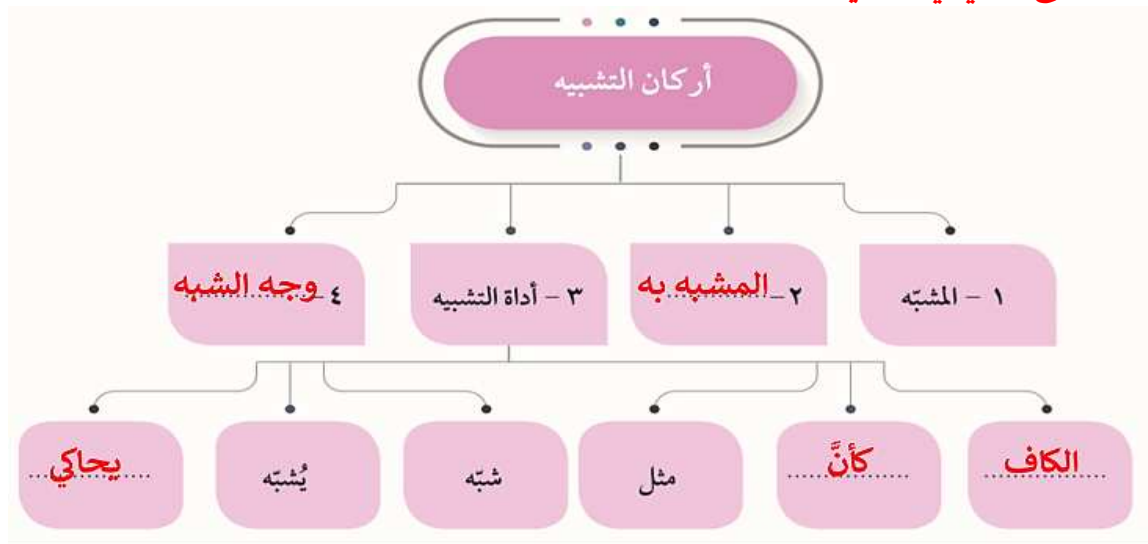 أركان التشبيه
١ – المشبّه
٢ – المشبه به
٣ – أداة التشبيه
٤ – وجه الشبه
الكاف
كأنَّ
مثل
شبّه
يُشبّه
يحاكي